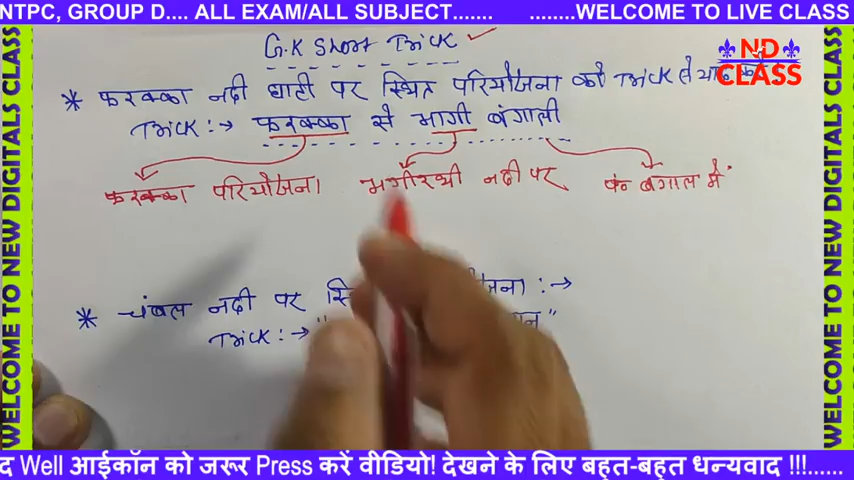 NTPC, GROUP D.... ALL EXAM/ALL SUBJECT....... ........WELCOME TO LIVE CLASS
G.K Short Trick
ND
CLASS
* फरक्का नदी घाटी पर स्थित परियोजना को Trick से याद
Trick :→ फरक्का से भागी बंगाली
फरक्का परियोजना भगीरथी नदी पर प० बंगाल में
* चंबल नदी पर
Trick :→ "
WELCOME TO NEW DIGITALS CLASS
WELCOME TO NEW DIGITALS CLASS
Well आईकॉन को जरूर Press करें वीडियो! देखने के लिए बहुत-बहुत धन्यवाद !!!......